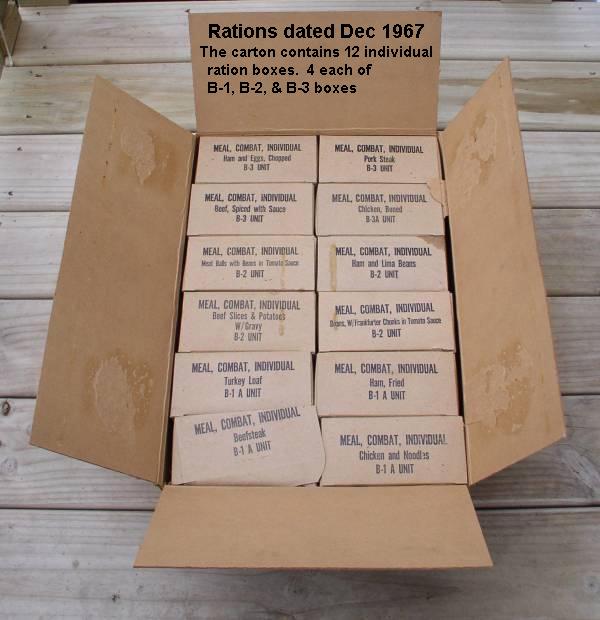 Rations dated Dec 1967
The carton contains 12 individual
ration boxes. 4 each of
B-1, B-2, & B-3 boxes
MEAL, COMBAT, INDIVIDUAL
Ham and Eggs, Chopped
B-3 UNIT
MEAL, COMBAT, INDIVIDUAL
Pork Steak
B-3 UNIT
MEAL, COMBAT, INDIVIDUAL
Beef, Spiced with Sauce
B-3 UNIT
MEAL, COMBAT, INDIVIDUAL
Chicken, Boned
B-3A UNIT
MEAL, COMBAT, INDIVIDUAL
Meat Balls with Beans in Tomato Sauce
B-2 UNIT
MEAL, COMBAT, INDIVIDUAL
Ham and Lima Beans
B-2 UNIT
MEAL, COMBAT, INDIVIDUAL
Beef Slices & Potatoes
W/Gravy
B-2 UNIT
MEAL, COMBAT, INDIVIDUAL
Beans, W/Frankfurter Chunks in Tomato Sauce
B-2 UNIT
MEAL, COMBAT, INDIVIDUAL
Turkey Loaf
B-1 A UNIT
MEAL, COMBAT, INDIVIDUAL
Ham, Fried
B-1 A UNIT
MEAL, COMBAT, INDIVIDUAL
Beefsteak
B-1 A UNIT
MEAL, COMBAT, INDIVIDUAL
Chicken and Noodles
B-1 A UNIT